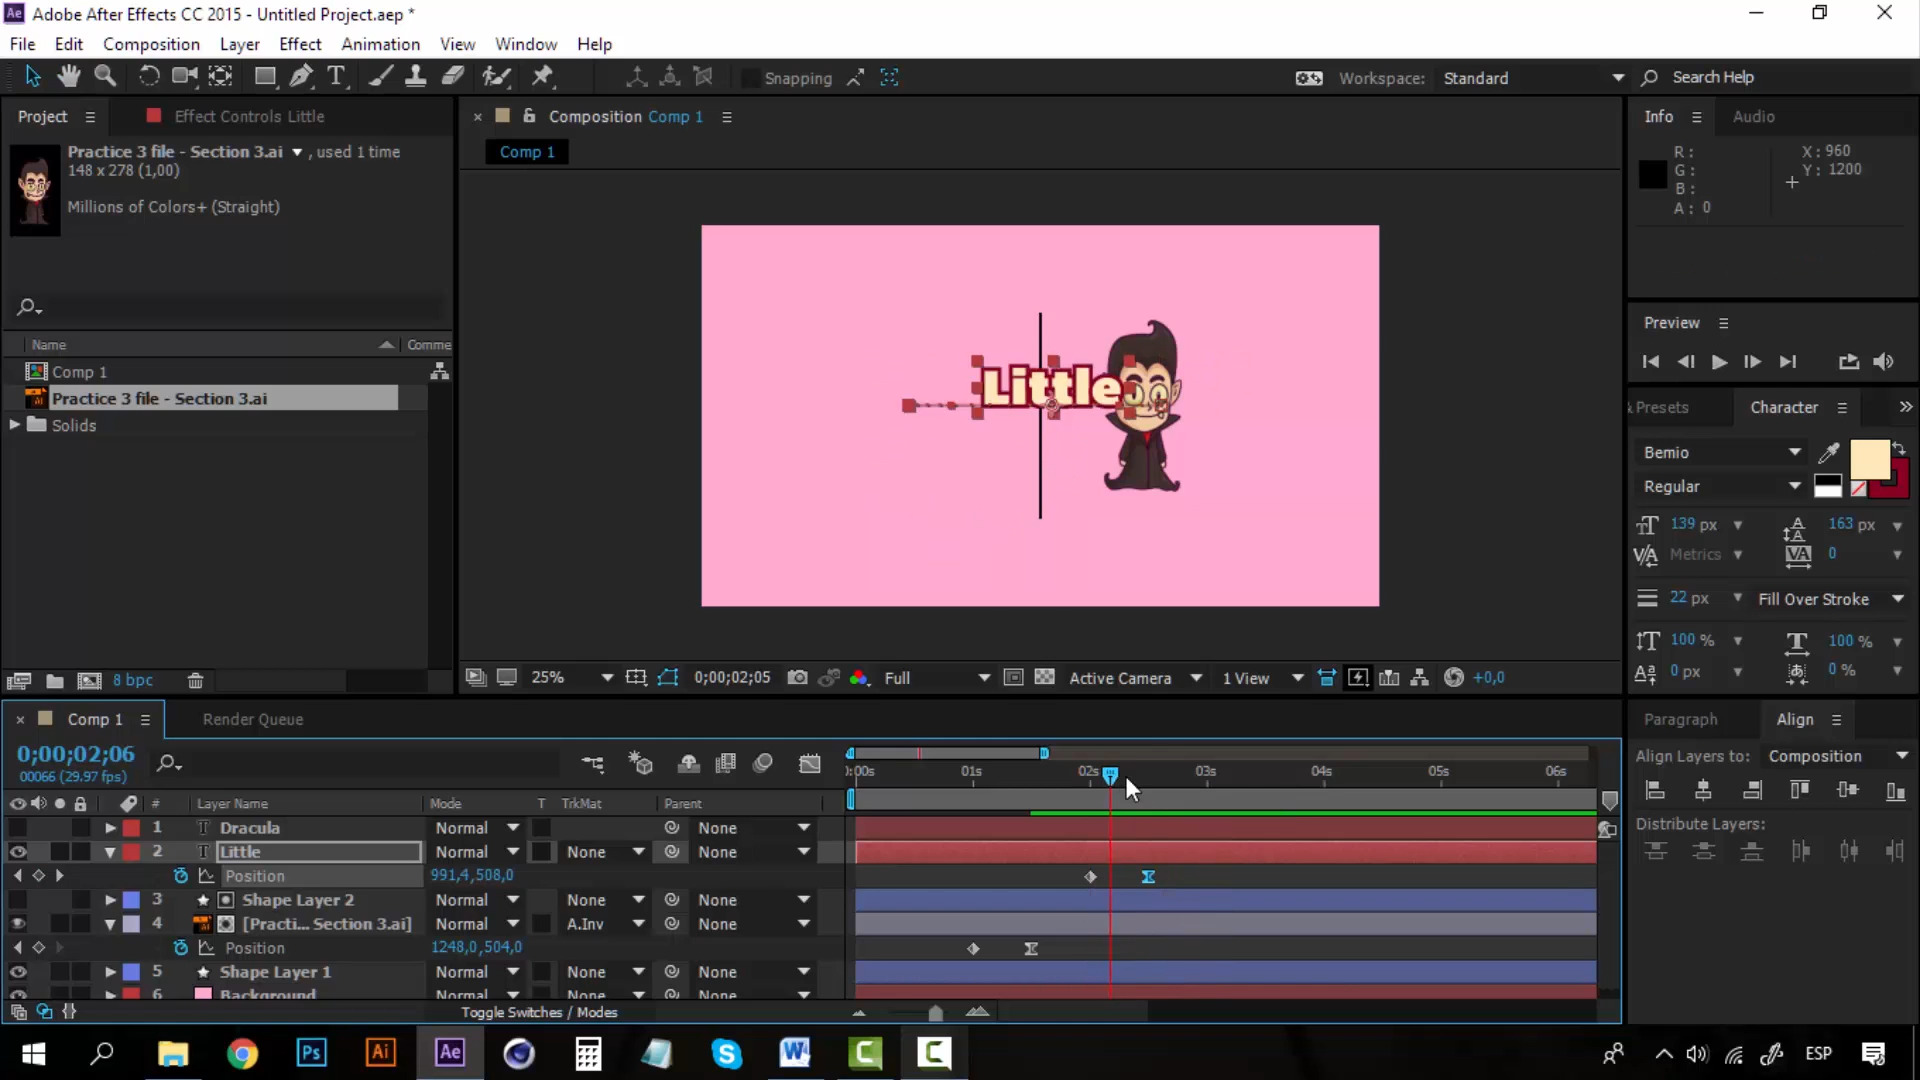 Adobe After Effects CC 2015 - Untitled Project.aep *
File Edit Composition Layer Effect Animation View Window Help
Snapping
Workspace: Standard
Search Help
Project
Effect Controls Little
Composition Comp 1
Info
Audio
Practice 3 file - Section 3.ai , used 1 time
148 x 278 (1,00)
Millions of Colors+ (Straight)
Comp 1
R :
G :
B :
A : 0
X : 960
Y : 1200
Preview
Name
Comme
Comp 1
Practice 3 file - Section 3.ai
Solids
Little
& Presets
Character
Bemio
Regular
139 px
163 px
Metrics
0
22 px
Fill Over Stroke
100 %
100 %
0 px
0 %
8 bpc
25%
0;00;02;05
Full
Active Camera
1 View
+0,0
Comp 1
Render Queue
Paragraph
Align
0;00;02;06
00066 (29.97 fps)
Align Layers to: Composition
Distribute Layers:
:00s 01s 02s 03s 04s 05s 06s
# Layer Name Mode T TrkMat Parent
1 T Dracula Normal None
2 T Little Normal None None
Position 991,4,508,0
3 Shape Layer 2 Normal None None
4 [Practi... Section 3.ai] Normal A.Inv None
Position 1248,0,504,0
5 Shape Layer 1 Normal None None
6 Background Normal None None
Toggle Switches / Modes
Ps Ai Ae
ESP